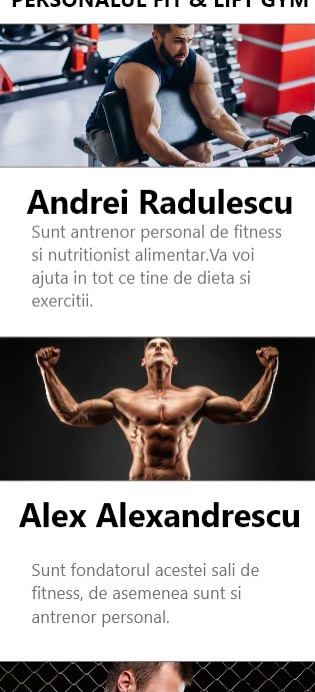 PERSONALUL FIT & LIFT GYM
Andrei Radulescu
Sunt antrenor personal de fitness
si nutritionist alimentar.Va voi
ajuta in tot ce tine de dieta si
exercitii.
Alex Alexandrescu
Sunt fondatorul acestei sali de
fitness, de asemenea sunt si
antrenor personal.